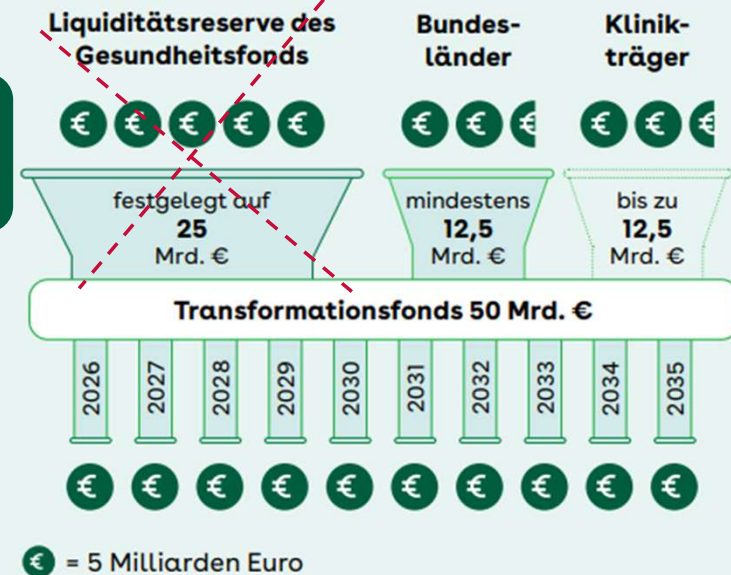 Liquiditätsreserve des
Gesundheitsfonds
€ € € € €
festgelegt auf
25
Mrd. €
Bundes-
länder
€ € €
mindestens
12,5
Mrd. €
Klinik-
träger
€ € €
bis zu
12,5
Mrd. €
Transformationsfonds 50 Mrd. €
2026
2027
2028
2029
2030
2031
2032
2033
2034
2035
€ € € € € € € € € €
€ = 5 Milliarden Euro